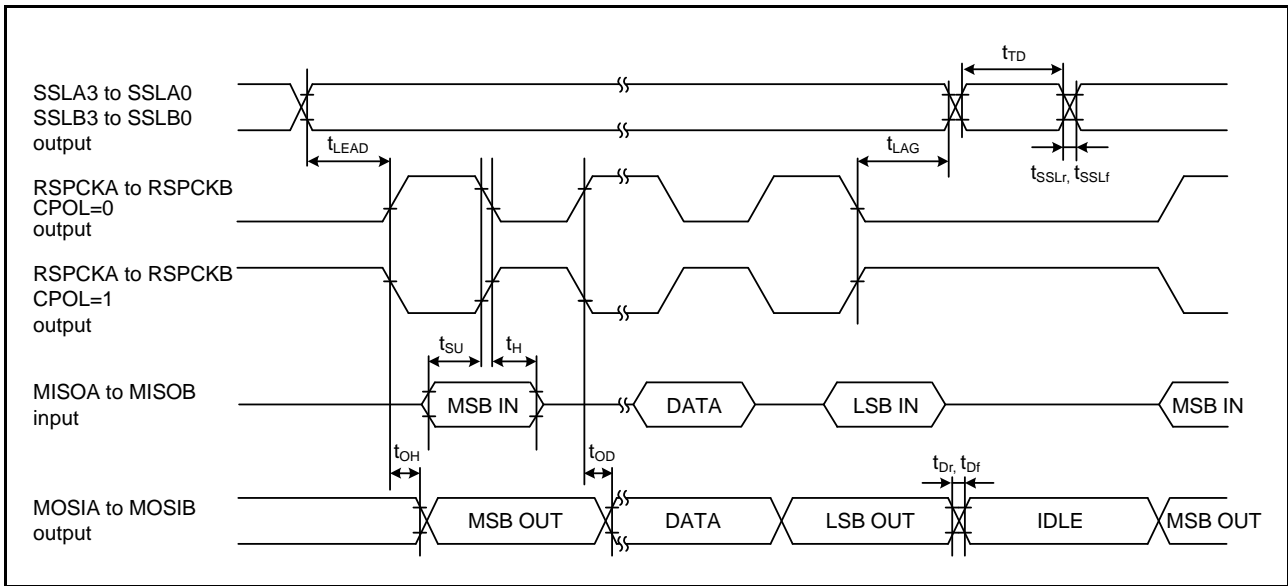 SSLA3 to SSLA0
SSLB3 to SSLB0
output
tTD
tLEAD
tLAG
tSSLr, tSSLf
RSPCKA to RSPCKB
CPOL=0
output
RSPCKA to RSPCKB
CPOL=1
output
tSU
tH
MISOA to MISOB
input
MSB IN
DATA
LSB IN
MSB IN
tOH
tOD
tDr, tDf
MOSIA to MOSIB
output
MSB OUT
DATA
LSB OUT
IDLE
MSB OUT